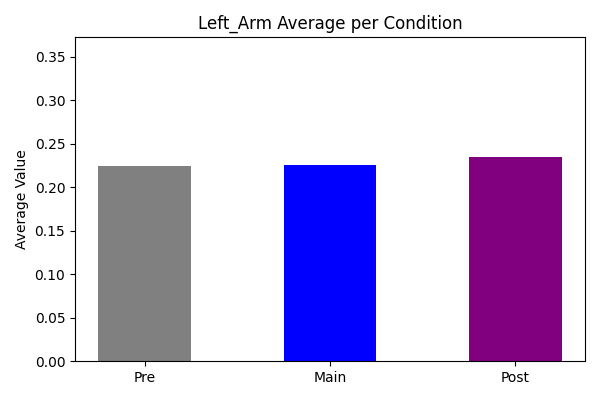 Left_Arm Average per Condition
Average Value
0.35
0.30
0.25
0.20
0.15
0.10
0.05
0.00
Pre
Main
Post